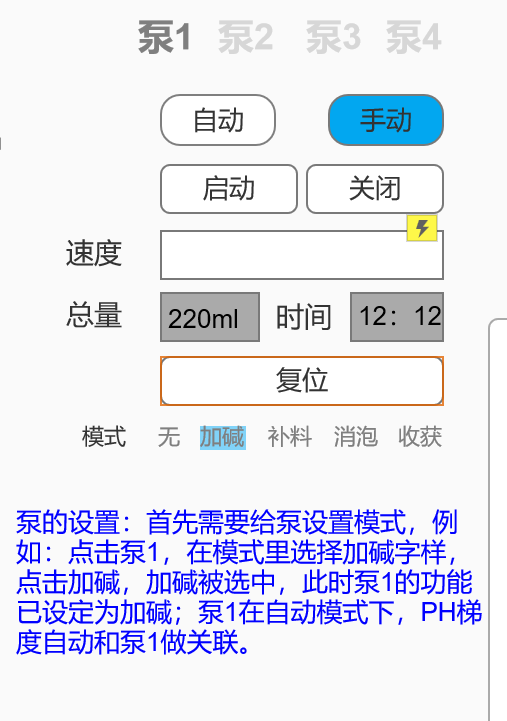 泵1 泵2 泵3 泵4
自动 手动
启动 关闭
速度
总量 220ml 时间 12：12
复位
模式 无 加碱 补料 消泡 收获
泵的设置：首先需要给泵设置模式，例
如：点击泵1，在模式里选择加碱字样，
点击加碱，加碱被选中，此时泵1的功能
已设定为加碱；泵1在自动模式下，PH梯
度自动和泵1做关联。